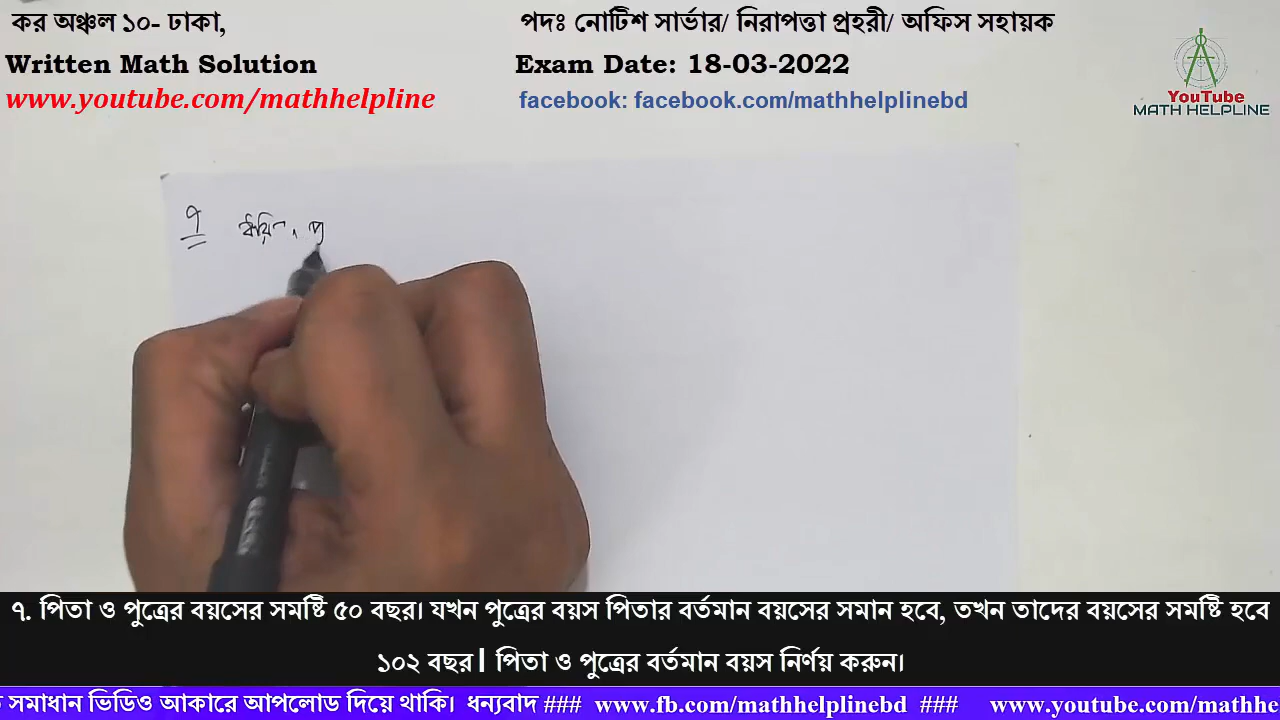 কর অঞ্চল ১০- ঢাকা,
পদঃ নোটিশ সার্ভার/ নিরাপত্তা প্রহরী/ অফিস সহায়ক
Written Math Solution
Exam Date: 18-03-2022
www.youtube.com/mathhelpline
facebook: facebook.com/mathhelplinebd
YouTube
MATH HELPLINE
৭ ধরি, পু
৭. পিতা ও পুত্রের বয়সের সমষ্টি ৫০ বছর। যখন পুত্রের বয়স পিতার বর্তমান বয়সের সমান হবে, তখন তাদের বয়সের সমষ্টি হবে
১০২ বছর। পিতা ও পুত্রের বর্তমান বয়স নির্ণয় করুন।
সমাধান ভিডিও আকারে আপলোড দিয়ে থাকি। ধন্যবাদ ### www.fb.com/mathhelplinebd ### www.youtube.com/mathhe